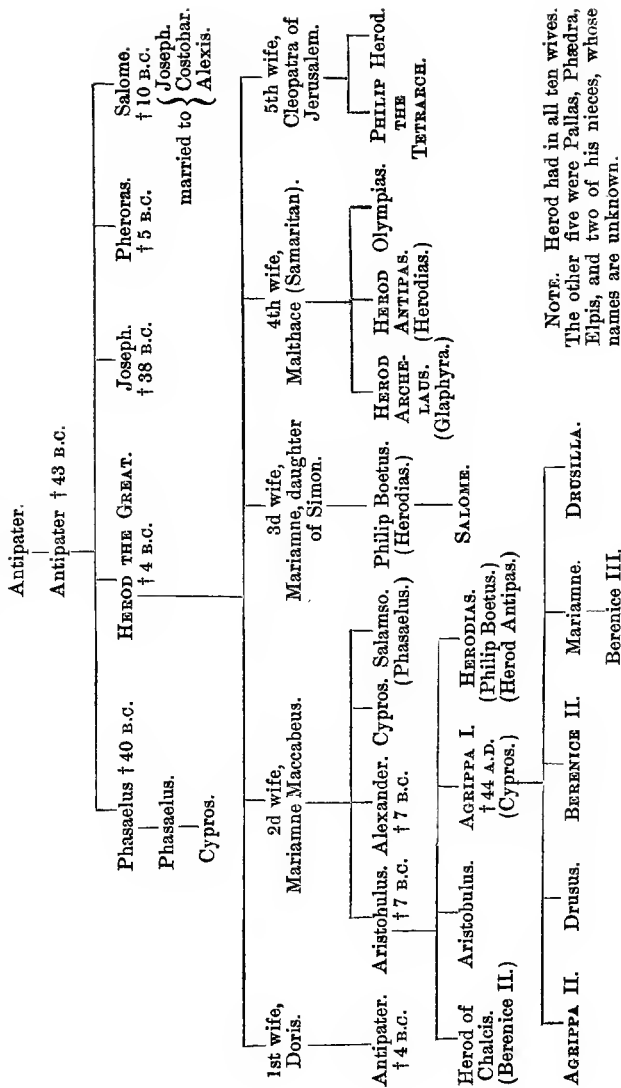 Antipater.
Antipater † 43 B.C.
Phasaelus † 40 B.C.
Phasaelus.
Cypros.
HEROD THE GREAT.
† 4 B.C.
Joseph.
† 38 B.C.
Pheroras.
† 5 B.C.
Salome.
† 10 B.C.
married to { Joseph.
Costobar.
Alexis.
1st wife,
Doris.
2d wife,
Mariamne Maccabeus.
3d wife,
Mariamne, daughter
of Simon.
4th wife,
Malthace (Samaritan).
5th wife,
Cleopatra of
Jerusalem.
Antipater.
† 4 B.C.
Aristohulus.
† 7 B.C.
Alexander.
† 7 B.C.
Cypros.
Salamso.
(Phasaelus.)
Philip Boetus.
(Herodias.)
SALOME.
HEROD
ARCHE-
LAUS.
(Glaphyra.)
HEROD
ANTIPAS.
(Herodias.)
Olympias.
PHILIP
THE
TETRARCH.
Herod.
Herod of
Chalcis.
(Berenice II.)
Aristobulus.
AGRIPPA I.
† 44 A.D.
(Cypros.)
HERODIAS.
(Philip Boetus.)
(Herod Antipas.)
AGRIPPA II.
Drusus.
BERENICE II.
Mariamne.
Berenice III.
DRUSILLA.
NOTE. Herod had in all ten wives.
The other five were Pallas, Phædra,
Elpis, and two of his nieces, whose
names are unknown.